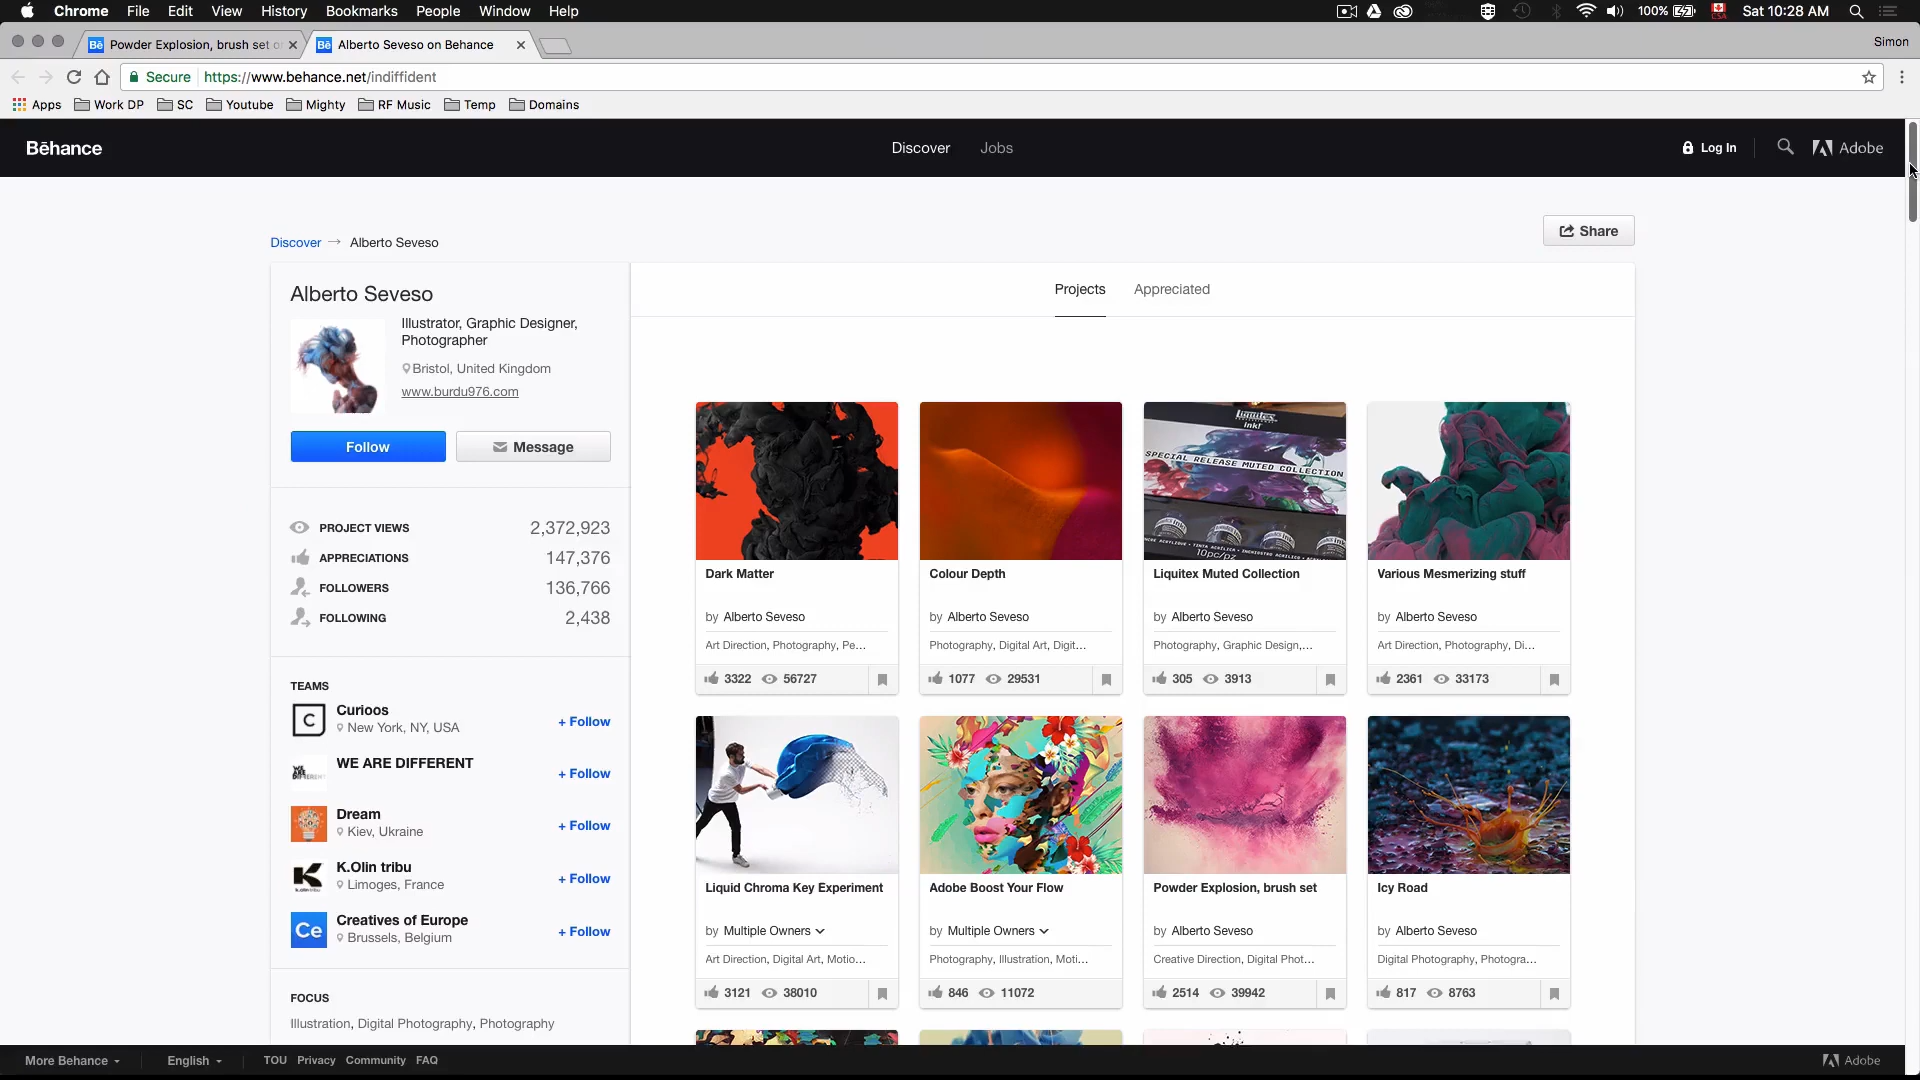 Chrome File Edit View History Bookmarks People Window Help
100% Sat 10:28 AM
Powder Explosion, brush set o
Alberto Seveso on Behance
Simon
Secure https://www.behance.net/indiffident
Apps Work DP SC Youtube Mighty RF Music Temp Domains
Bēhance Discover Jobs Log In Adobe
Discover → Alberto Seveso
Share
Alberto Seveso
Illustrator, Graphic Designer,
Photographer
Bristol, United Kingdom
www.burdu976.com
Follow Message
PROJECT VIEWS 2,372,923
APPRECIATIONS 147,376
FOLLOWERS 136,766
FOLLOWING 2,438
TEAMS
Curioos
New York, NY, USA
+ Follow
WE ARE DIFFERENT
+ Follow
Dream
Kiev, Ukraine
+ Follow
K.Olin tribu
Limoges, France
+ Follow
Ce
Creatives of Europe
Brussels, Belgium
+ Follow
FOCUS
Illustration, Digital Photography, Photography
Projects Appreciated
Dark Matter
by Alberto Seveso
Art Direction, Photography, Pe...
3322 56727
Colour Depth
by Alberto Seveso
Photography, Digital Art, Digit...
1077 29531
Liquitex
ink!
SPECIAL RELEASE MUTED COLLECTION
10pc/pz
Liquitex Muted Collection
by Alberto Seveso
Photography, Graphic Design,...
305 3913
Various Mesmerizing stuff
by Alberto Seveso
Art Direction, Photography, Di...
2361 33173
Liquid Chroma Key Experiment
by Multiple Owners
Art Direction, Digital Art, Motio...
3121 38010
Adobe Boost Your Flow
by Multiple Owners
Photography, Illustration, Moti...
846 11072
Powder Explosion, brush set
by Alberto Seveso
Creative Direction, Digital Phot...
2514 39942
Icy Road
by Alberto Seveso
Digital Photography, Photogra...
817 8763
More Behance English TOU Privacy Community FAQ Adobe